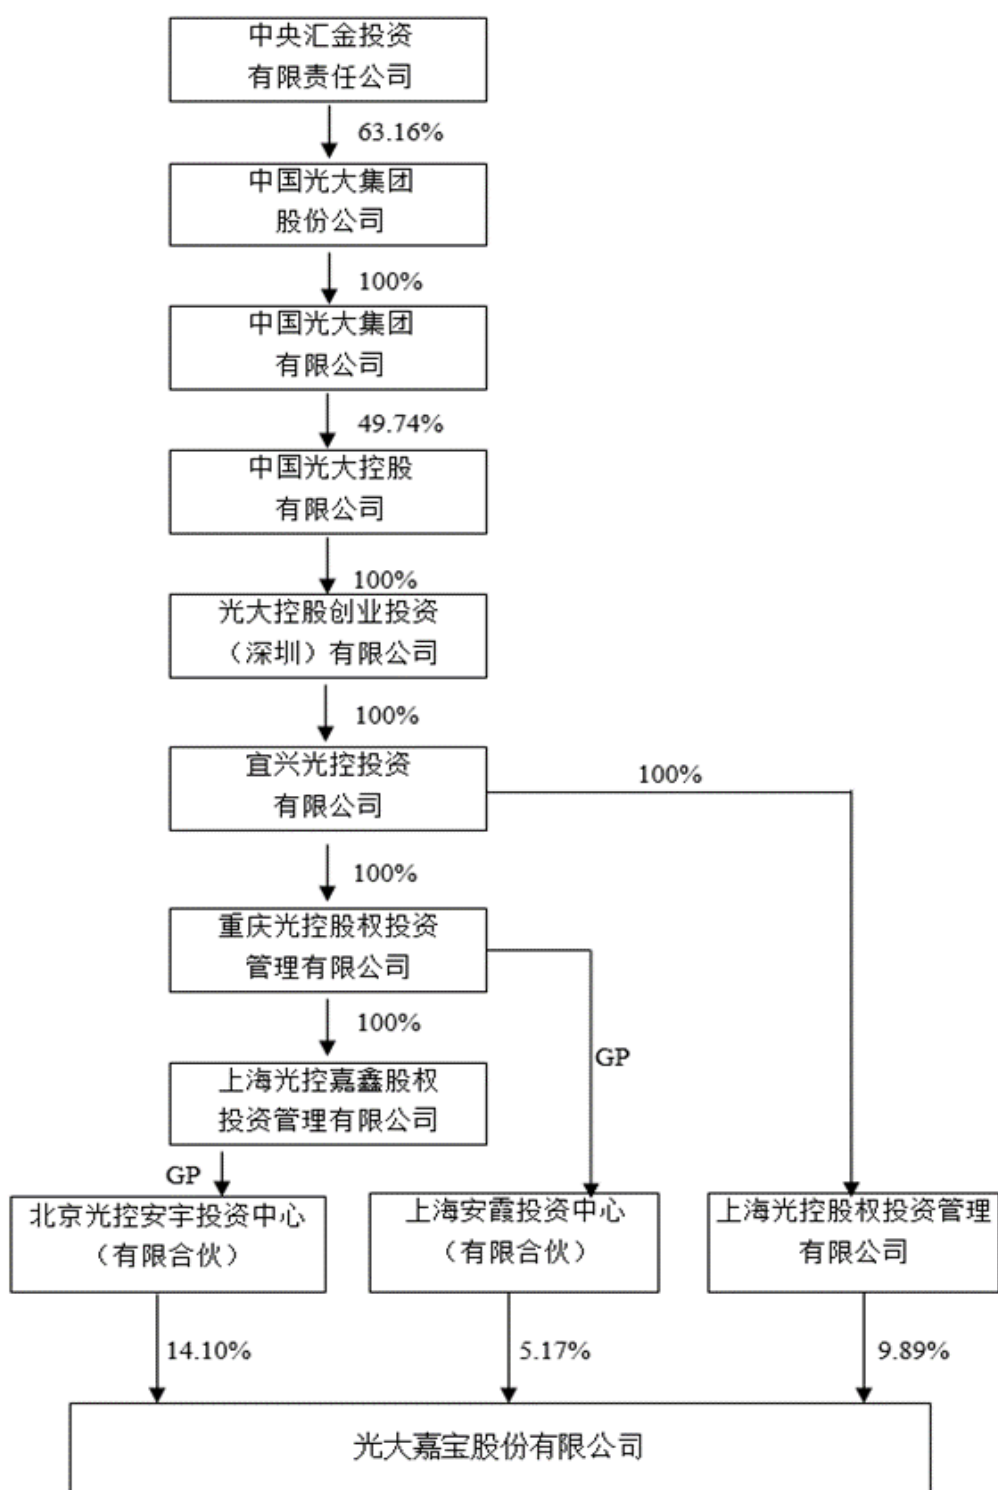 中央汇金投资
有限责任公司
63.16%
中国光大集团
股份公司
100%
中国光大集团
有限公司
49.74%
中国光大控股
有限公司
100%
光大控股创业投资
（深圳）有限公司
100%
宜兴光控投资
有限公司
100%
100%
重庆光控股权投资
管理有限公司
100%
GP
上海光控嘉鑫股权
投资管理有限公司
GP
北京光控安宇投资中心
（有限合伙）
上海安霞投资中心
（有限合伙）
上海光控股权投资管理
有限公司
14.10%
5.17%
9.89%
光大嘉宝股份有限公司